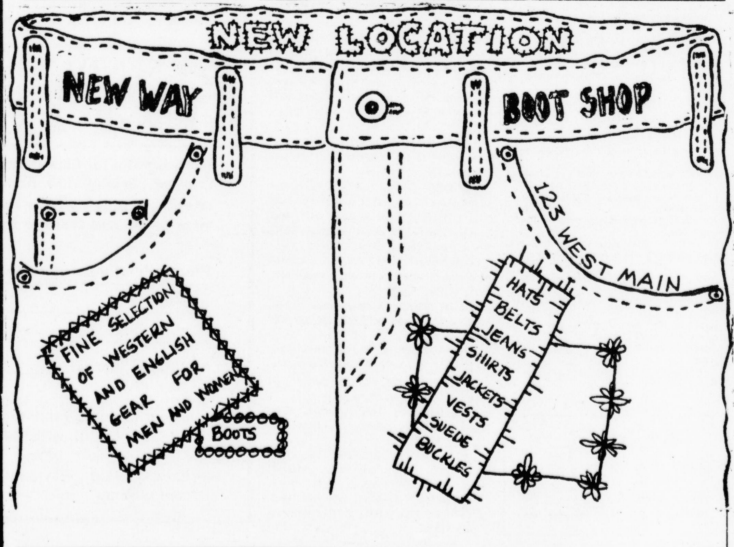 NEW LOCATION
NEW WAY
BOOT SHOP
123 WEST MAIN
FINE SELECTION
OF WESTERN
AND ENGLISH
GEAR FOR
MEN AND WOMEN
BOOTS
HATS
BELTS
JEANS
SHIRTS
JACKETS
VESTS
SUEDE
BUCKLES